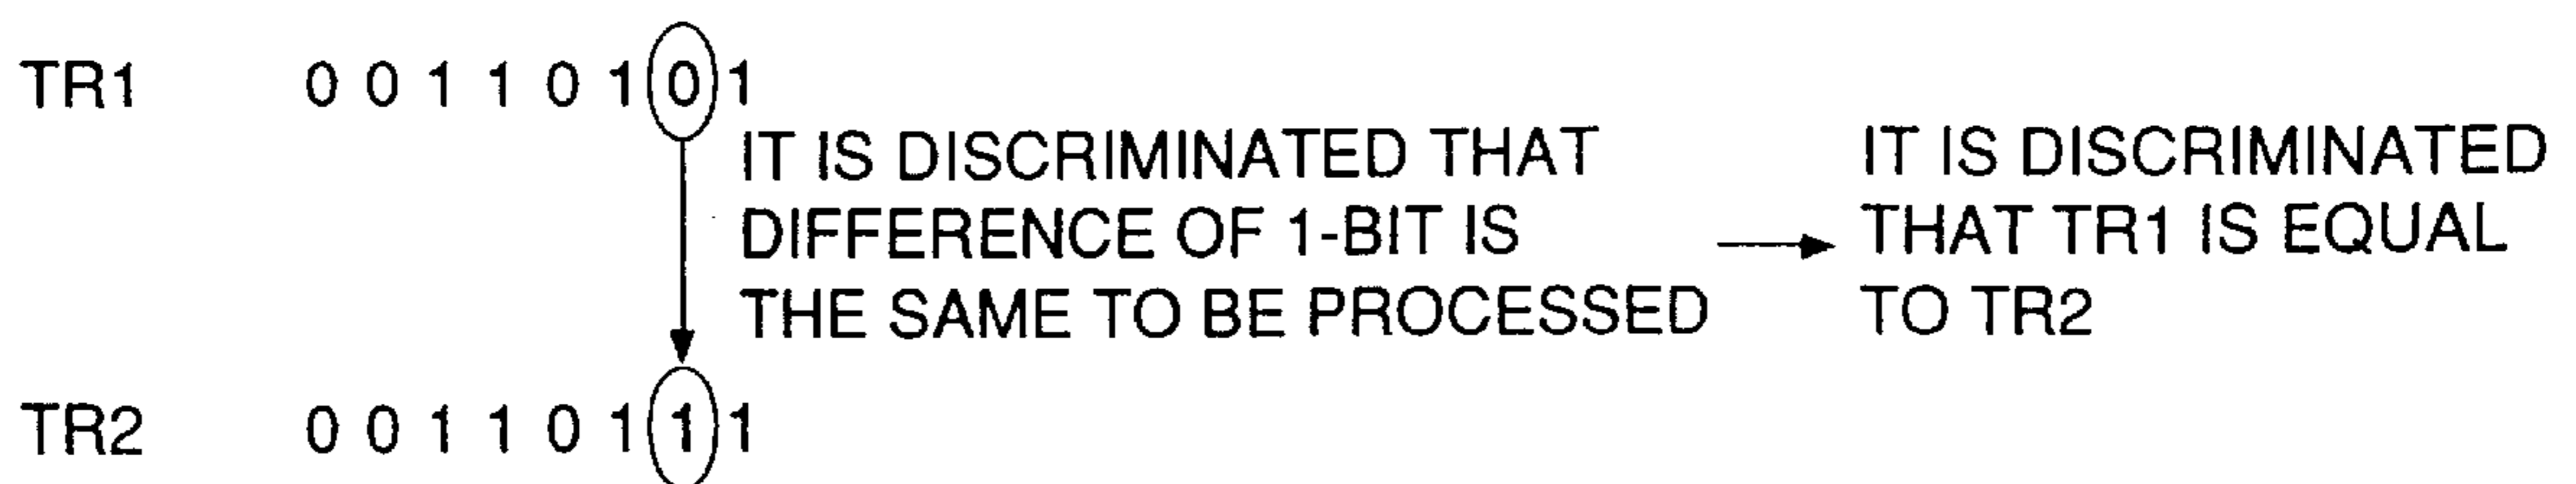 TR1 0 0 1 1 0 1 0 1
IT IS DISCRIMINATED THAT
DIFFERENCE OF 1-BIT IS
THE SAME TO BE PROCESSED
IT IS DISCRIMINATED
THAT TR1 IS EQUAL
TO TR2
TR2 0 0 1 1 0 1 1 1